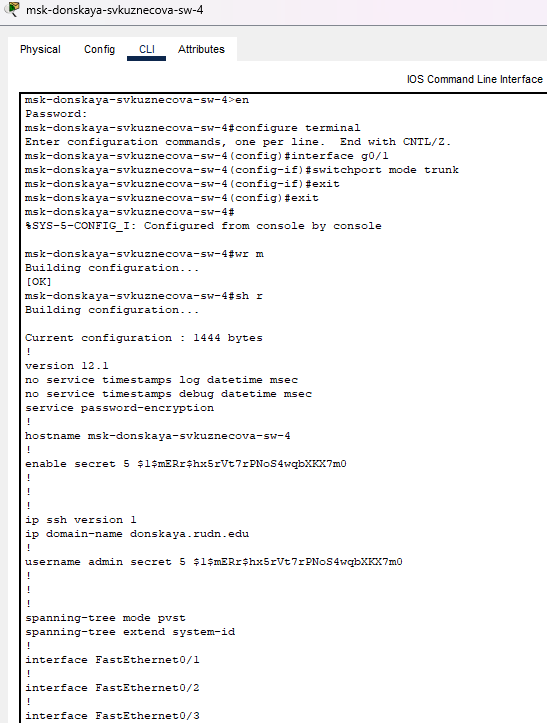 msk-donskaya-svkuznecova-sw-4
Physical Config CLI Attributes
IOS Command Line Interface
msk-donskaya-svkuznecova-sw-4>en
Password:
msk-donskaya-svkuznecova-sw-4#configure terminal
Enter configuration commands, one per line.  End with CNTL/Z.
msk-donskaya-svkuznecova-sw-4(config)#interface g0/1
msk-donskaya-svkuznecova-sw-4(config-if)#switchport mode trunk
msk-donskaya-svkuznecova-sw-4(config-if)#exit
msk-donskaya-svkuznecova-sw-4(config)#exit
msk-donskaya-svkuznecova-sw-4#
%SYS-5-CONFIG_I: Configured from console by console
msk-donskaya-svkuznecova-sw-4#wr m
Building configuration...
[OK]
msk-donskaya-svkuznecova-sw-4#sh r
Building configuration...
Current configuration : 1444 bytes
!
version 12.1
no service timestamps log datetime msec
no service timestamps debug datetime msec
service password-encryption
!
hostname msk-donskaya-svkuznecova-sw-4
!
enable secret 5 $1$mERr$hx5rVt7rPNoS4wqbXKX7m0
!
!
!
ip ssh version 1
ip domain-name donskaya.rudn.edu
!
username admin secret 5 $1$mERr$hx5rVt7rPNoS4wqbXKX7m0
!
!
!
spanning-tree mode pvst
spanning-tree extend system-id
!
interface FastEthernet0/1
!
interface FastEthernet0/2
!
interface FastEthernet0/3